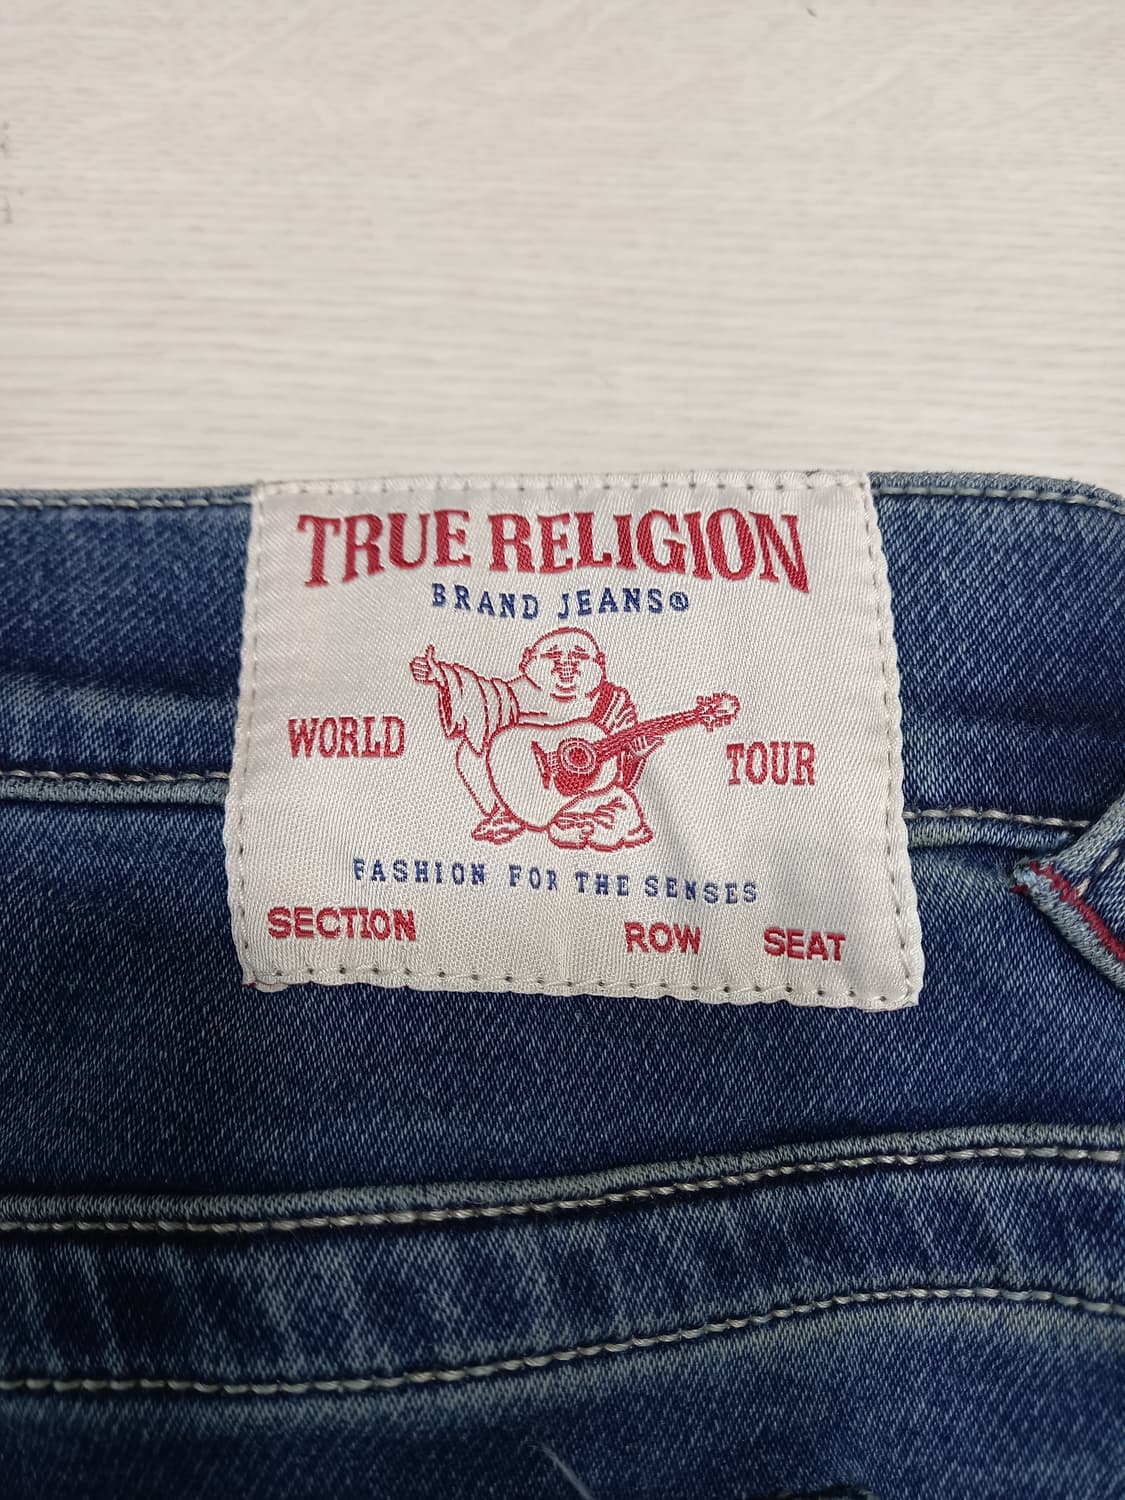 TRUE RELIGION
BRAND JEANS®
WORLD TOUR
FASHION FOR THE SENSES
SECTION ROW SEAT